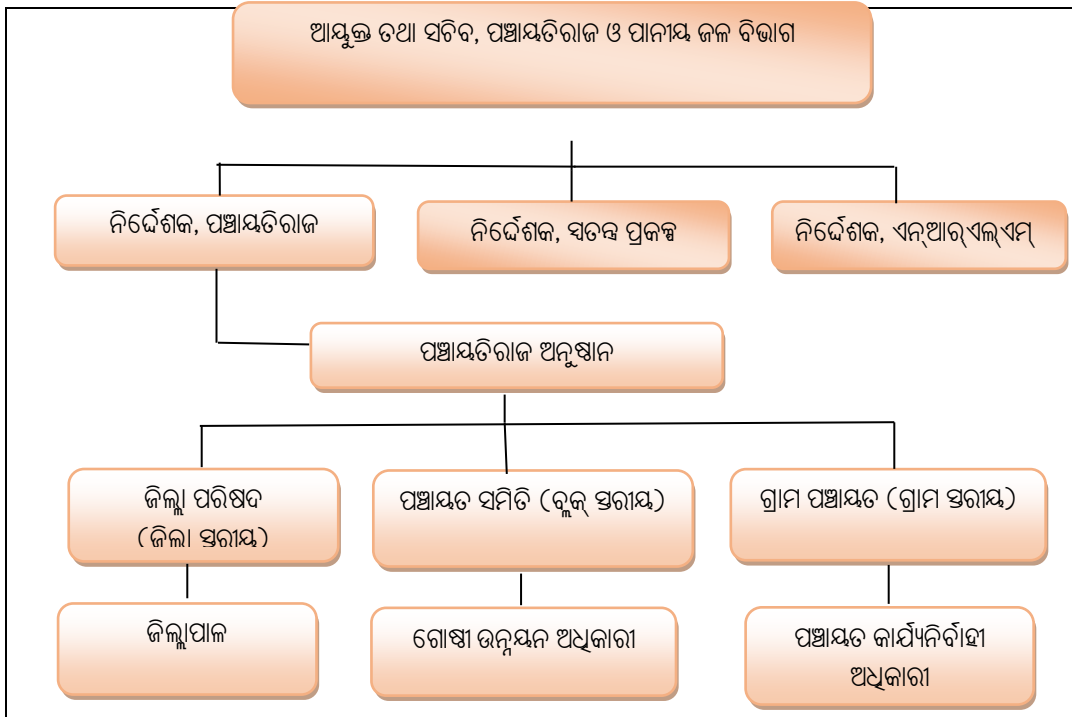 ଆୟୁକ୍ତ ତଥା ସଚିବ, ପଞ୍ଚାୟତିରାଜ ଓ ପାନୀୟ ଜଳ ବିଭାଗ
ନିର୍ଦ୍ଦେଶକ, ପଞ୍ଚାୟତିରାଜ
ନିର୍ଦ୍ଦେଶକ, ସ୍ୱତନ୍ତ୍ର ପ୍ରକଳ୍ପ
ନିର୍ଦ୍ଦେଶକ, ଏନ୍ଆର୍ଏଲ୍ଏମ୍
ପଞ୍ଚାୟତିରାଜ ଅନୁଷ୍ଠାନ
ଜିଲ୍ଲା ପରିଷଦ
(ଜିଲା ସ୍ତରୀୟ)
ପଞ୍ଚାୟତ ସମିତି (ବ୍ଲକ୍ ସ୍ତରୀୟ)
ଗ୍ରାମ ପଞ୍ଚାୟତ (ଗ୍ରାମ ସ୍ତରୀୟ)
ଜିଲ୍ଲାପାଳ
ଗୋଷ୍ଠୀ ଉନ୍ନୟନ ଅଧିକାରୀ
ପଞ୍ଚାୟତ କାର୍ଯ୍ୟନିର୍ବାହୀ
ଅଧିକାରୀ